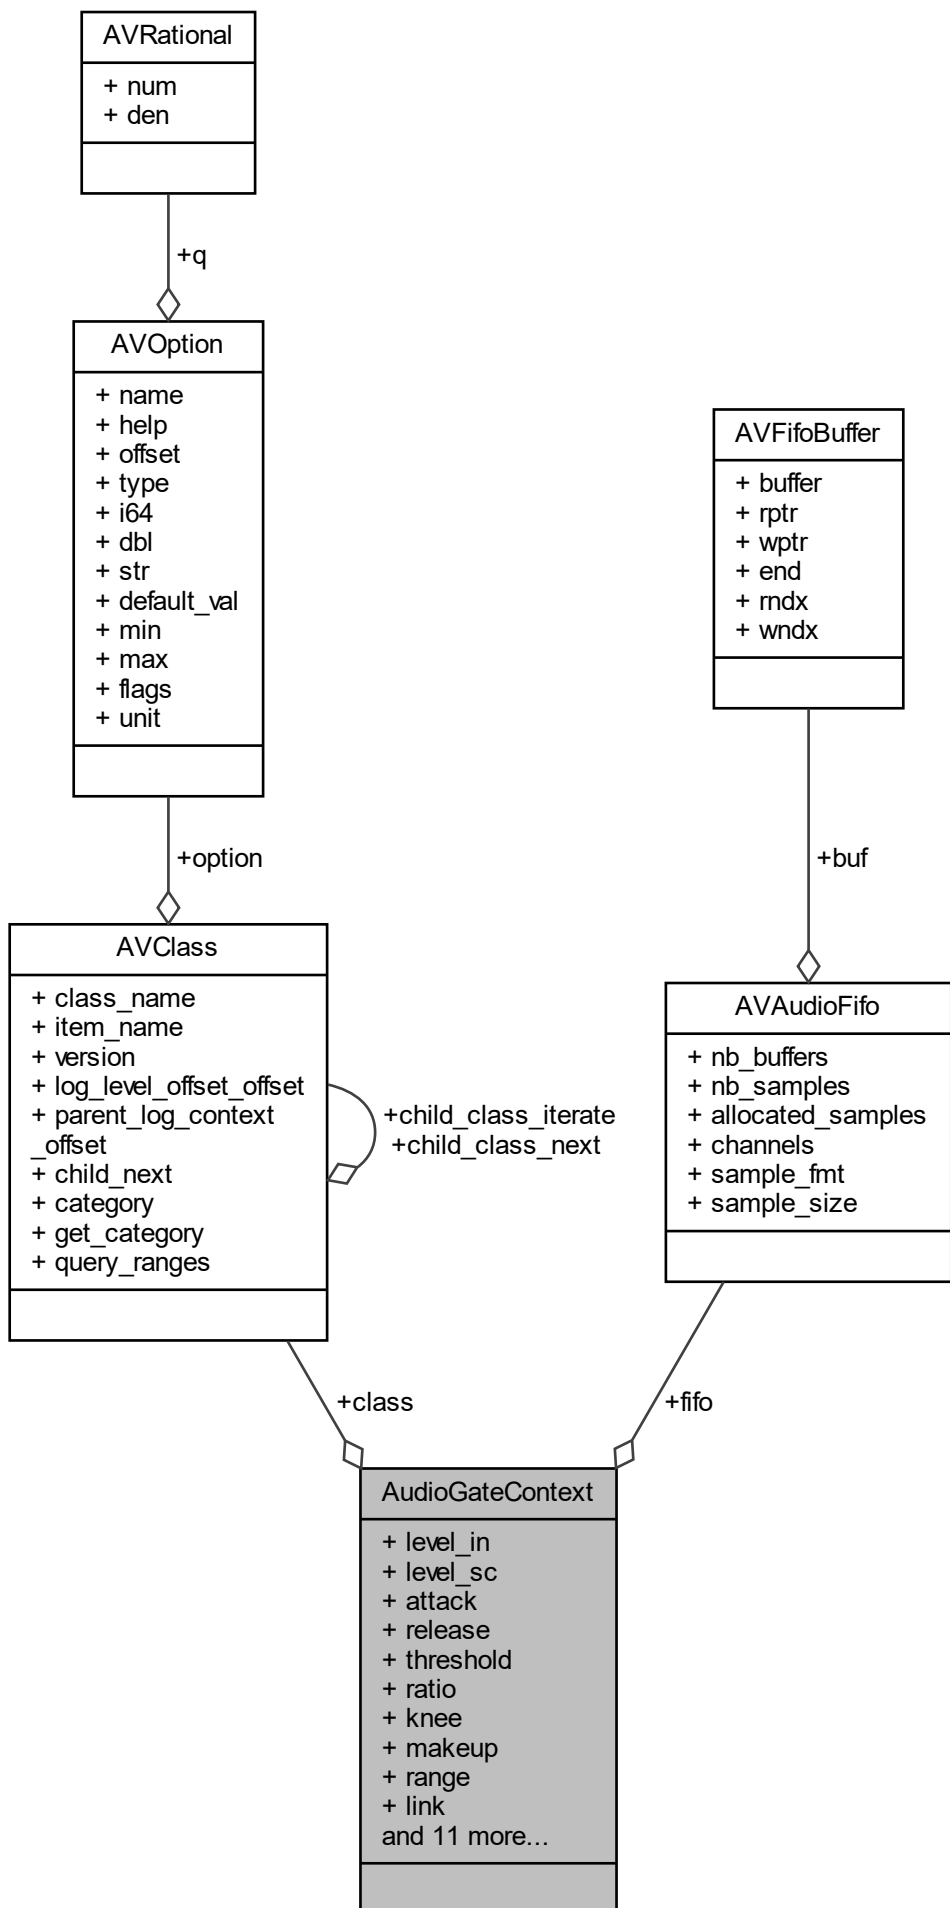 AVRational
+ num
+ den
+q
AVOption
+ name
+ help
+ offset
+ type
+ i64
+ dbl
+ str
+ default_val
+ min
+ max
+ flags
+ unit
+option
AVClass
+ class_name
+ item_name
+ version
+ log_level_offset_offset
+ parent_log_context
_offset
+ child_next
+ category
+ get_category
+ query_ranges
+child_class_iterate
+child_class_next
+class
AVFifoBuffer
+ buffer
+ rptr
+ wptr
+ end
+ rndx
+ wndx
+buf
AVAudioFifo
+ nb_buffers
+ nb_samples
+ allocated_samples
+ channels
+ sample_fmt
+ sample_size
+fifo
AudioGateContext
+ level_in
+ level_sc
+ attack
+ release
+ threshold
+ ratio
+ knee
+ makeup
+ range
+ link
and 11 more...